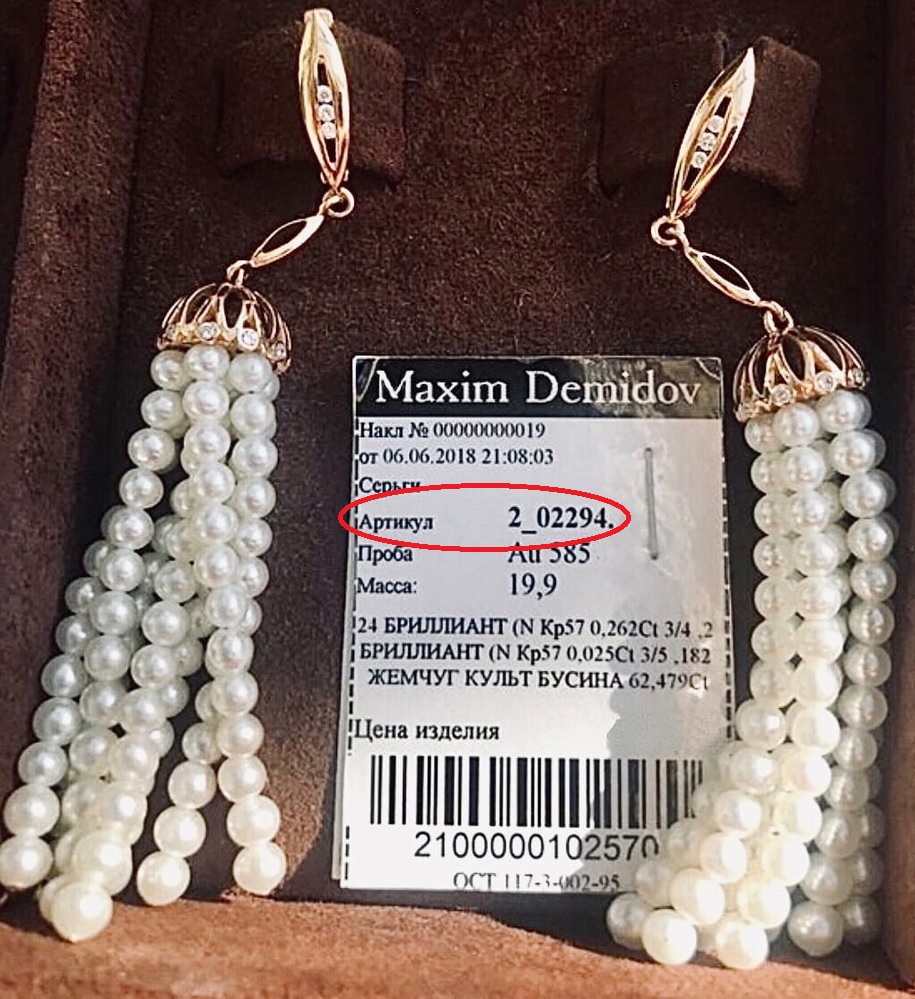 Maxim Demidov
Накл № 00000000019
от 06.06.2018 21:08:03
Серьги
Артикул 2_02294.
Проба Au 585
Масса: 19,9
24 БРИЛЛИАНТ (N Кр57 0,262Ct 3/4 ,2
БРИЛЛИАНТ (N Кр57 0,025Ct 3/5 ,182
ЖЕМЧУГ КУЛЬТ БУСИНА 62,479Ct
Цена изделия
2100000102570
ОСТ 117-3-002-95